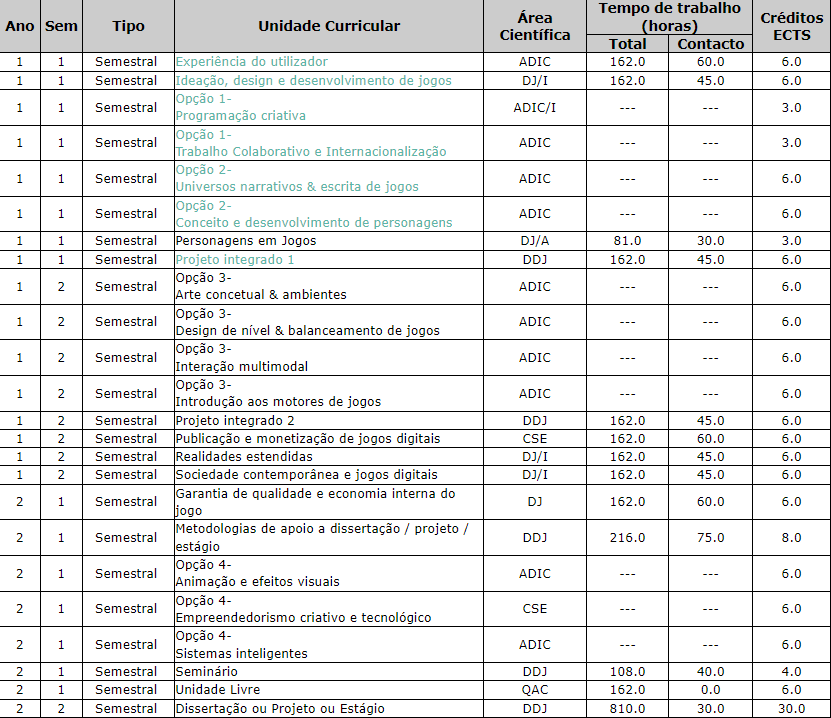 Ano Sem Tipo Unidade Curricular Área Científica Tempo de trabalho (horas) Créditos ECTS
Total Contacto
1 1 Semestral Experiência do utilizador ADIC 162.0 60.0 6.0
1 1 Semestral Ideação, design e desenvolvimento de jogos DJ/I 162.0 45.0 6.0
1 1 Semestral Opção 1-
Programação criativa ADIC/I --- --- 3.0
1 1 Semestral Opção 1-
Trabalho Colaborativo e Internacionalização ADIC --- --- 3.0
1 1 Semestral Opção 2-
Universos narrativos & escrita de jogos ADIC --- --- 6.0
1 1 Semestral Opção 2-
Conceito e desenvolvimento de personagens ADIC --- --- 6.0
1 1 Semestral Personagens em Jogos DJ/A 81.0 30.0 3.0
1 1 Semestral Projeto integrado 1 DDJ 162.0 45.0 6.0
1 2 Semestral Opção 3-
Arte concetual & ambientes ADIC --- --- 6.0
1 2 Semestral Opção 3-
Design de nível & balanceamento de jogos ADIC --- --- 6.0
1 2 Semestral Opção 3-
Interação multimodal ADIC --- --- 6.0
1 2 Semestral Opção 3-
Introdução aos motores de jogos ADIC --- --- 6.0
1 2 Semestral Projeto integrado 2 DDJ 162.0 45.0 6.0
1 2 Semestral Publicação e monetização de jogos digitais CSE 162.0 60.0 6.0
1 2 Semestral Realidades estendidas DJ/I 162.0 45.0 6.0
1 2 Semestral Sociedade contemporânea e jogos digitais DJ/I 162.0 45.0 6.0
2 1 Semestral Garantia de qualidade e economia interna do
jogo DJ 162.0 60.0 6.0
2 1 Semestral Metodologias de apoio a dissertação / projeto /
estágio DDJ 216.0 75.0 8.0
2 1 Semestral Opção 4-
Animação e efeitos visuais ADIC --- --- 6.0
2 1 Semestral Opção 4-
Empreendedorismo criativo e tecnológico CSE --- --- 6.0
2 1 Semestral Opção 4-
Sistemas inteligentes ADIC --- --- 6.0
2 1 Semestral Seminário DDJ 108.0 40.0 4.0
2 1 Semestral Unidade Livre QAC 162.0 0.0 6.0
2 2 Semestral Dissertação ou Projeto ou Estágio DDJ 810.0 30.0 30.0